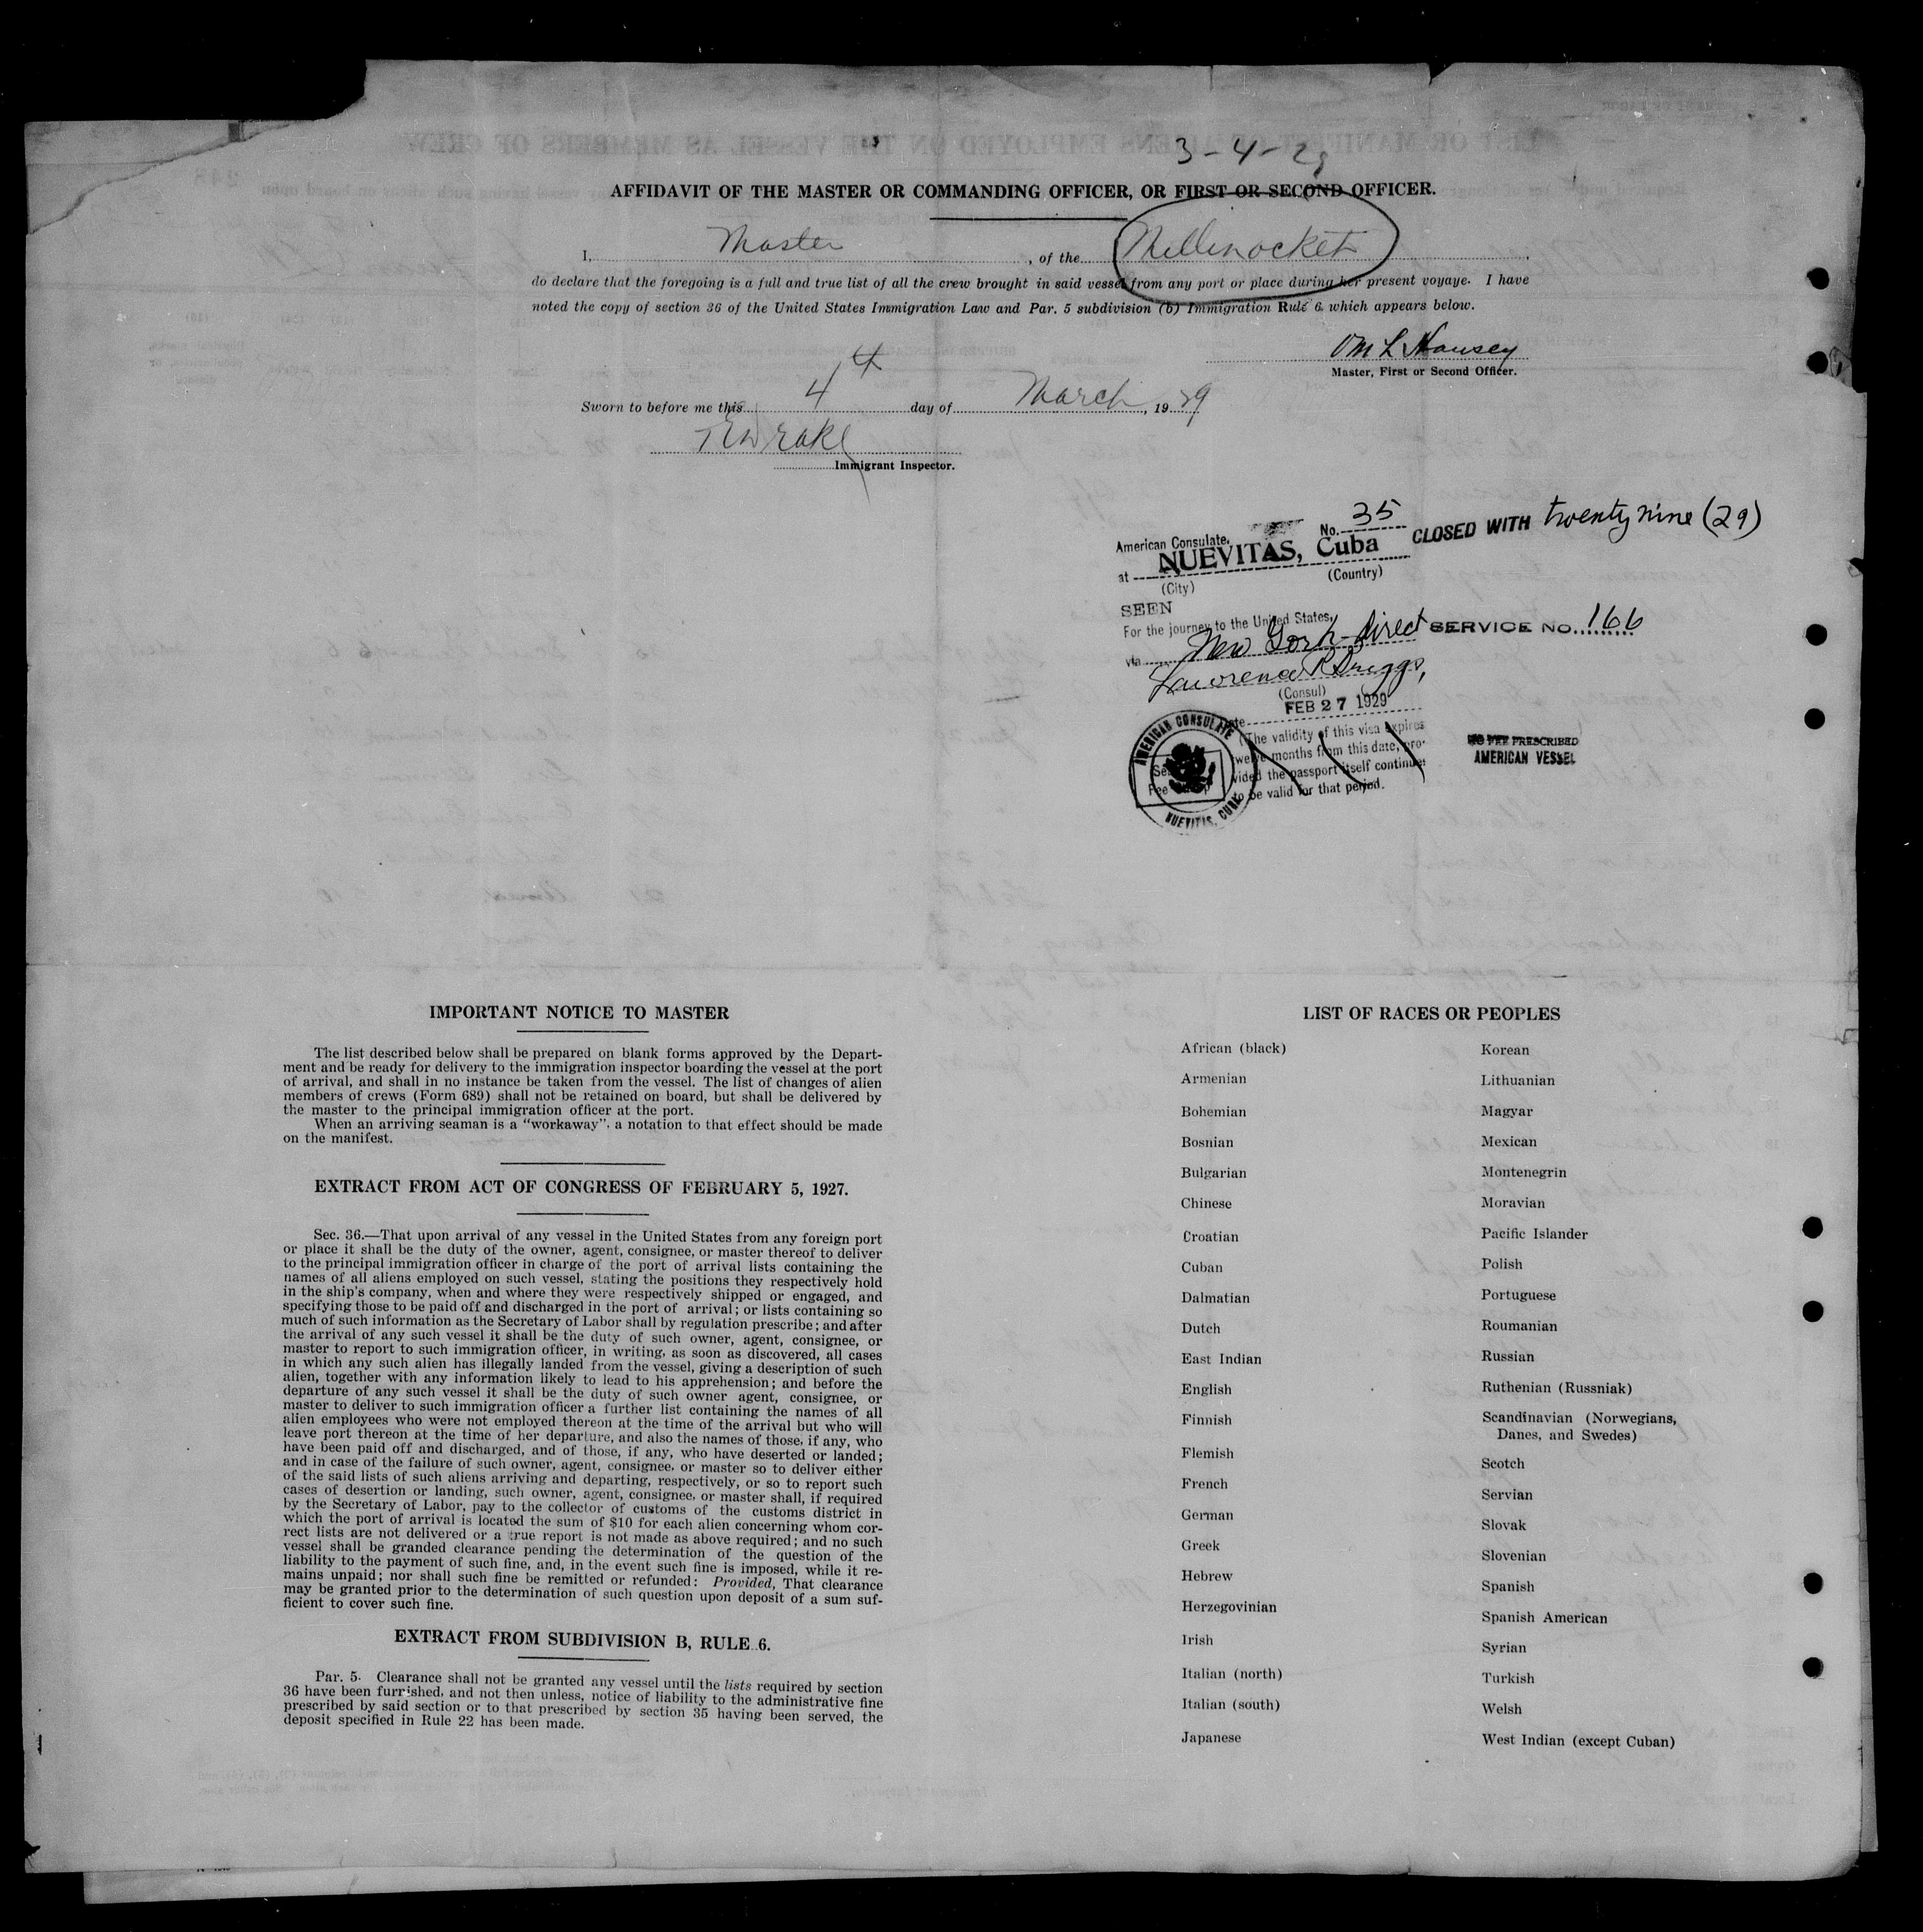 3-4-29
AFFIDAVIT OF THE MASTER OR COMMANDING OFFICER, OR FIRST OR SECOND OFFICER.
I, Master, of the Millinocket
do declare that the foregoing is a full and true list of all the crew brought in said vessel from any port or place during her present voyaye. I have
noted the copy of section 36 of the United States Immigration Law and Par. 5 subdivision (b) Immigration Rule 6. which appears below.
Master, First or Second Officer.
Sworn to before me this 4th day of March, 1929
Drake
Immigrant Inspector.
No. 35 CLOSED WITH twenty nine (29)
American Consulate,
at NUEVITAS, Cuba
(City) (Country)
SEEN
For the journey to the United States,
via New York-direct SERVICE NO. 166
Lawrence R Briggs,
(Consul)
FEB 27 1929
(The validity of this visa expires
twelve months from this date, pro-
vided the passport itself continues
to be valid for that period.
AMERICAN CONSULATE
NUEVITAS, CUBA
NO FEE PRESCRIBED
AMERICAN VESSEL
IMPORTANT NOTICE TO MASTER
The list described below shall be prepared on blank forms approved by the Depart-
ment and be ready for delivery to the immigration inspector boarding the vessel at the port
of arrival, and shall in no instance be taken from the vessel. The list of changes of alien
members of crews (Form 689) shall not be retained on board, but shall be delivered by
the master to the principal immigration officer at the port.
When an arriving seaman is a “workaway”, a notation to that effect should be made
on the manifest.
EXTRACT FROM ACT OF CONGRESS OF FEBRUARY 5, 1927.
Sec. 36.—That upon arrival of any vessel in the United States from any foreign port
or place it shall be the duty of the owner, agent, consignee, or master thereof to deliver
to the principal immigration officer in charge of the port of arrival lists containing the
names of all aliens employed on such vessel, stating the positions they respectively hold
in the ship's company, when and where they were respectively shipped or engaged, and
specifying those to be paid off and discharged in the port of arrival; or lists containing so
much of such information as the Secretary of Labor shall by regulation prescribe; and after
the arrival of any such vessel it shall be the duty of such owner, agent, consignee, or
master to report to such immigration officer, in writing, as soon as discovered, all cases
in which any such alien has illegally landed from the vessel, giving a description of such
alien, together with any information likely to lead to his apprehension; and before the
departure of any such vessel it shall be the duty of such owner agent, consignee, or
master to deliver to such immigration officer a further list containing the names of all
alien employees who were not employed thereon at the time of the arrival but who will
leave port thereon at the time of her departure, and also the names of those, if any, who
have been paid off and discharged, and of those, if any, who have deserted or landed;
and in case of the failure of such owner, agent, consignee, or master so to deliver either
of the said lists of such aliens arriving and departing, respectively, or so to report such
cases of desertion or landing, such owner, agent, consignee, or master shall, if required
by the Secretary of Labor, pay to the collector of customs of the customs district in
which the port of arrival is located the sum of $10 for each alien concerning whom cor-
rect lists are not delivered or a true report is not made as above required; and no such
vessel shall be granded clearance pending the determination of the question of the
liability to the payment of such fine, and, in the event such fine is imposed, while it re-
mains unpaid; nor shall such fine be remitted or refunded: Provided, That clearance
may be granted prior to the determination of such question upon deposit of a sum suf-
ficient to cover such fine.
EXTRACT FROM SUBDIVISION B, RULE 6.
Par. 5. Clearance shall not be granted any vessel until the lists required by section
36 have been furnished, and not then unless, notice of liability to the administrative fine
prescribed by said section or to that prescribed by section 35 having been served, the
deposit specified in Rule 22 has been made.
LIST OF RACES OR PEOPLES
African (black)
Armenian
Bohemian
Bosnian
Bulgarian
Chinese
Croatian
Cuban
Dalmatian
Dutch
East Indian
English
Finnish
Flemish
French
German
Greek
Hebrew
Herzegovinian
Irish
Italian (north)
Italian (south)
Japanese
Korean
Lithuanian
Magyar
Mexican
Montenegrin
Moravian
Pacific Islander
Polish
Portuguese
Roumanian
Russian
Ruthenian (Russniak)
Scandinavian (Norwegians,
Danes, and Swedes)
Scotch
Servian
Slovak
Slovenian
Spanish
Spanish American
Syrian
Turkish
Welsh
West Indian (except Cuban)